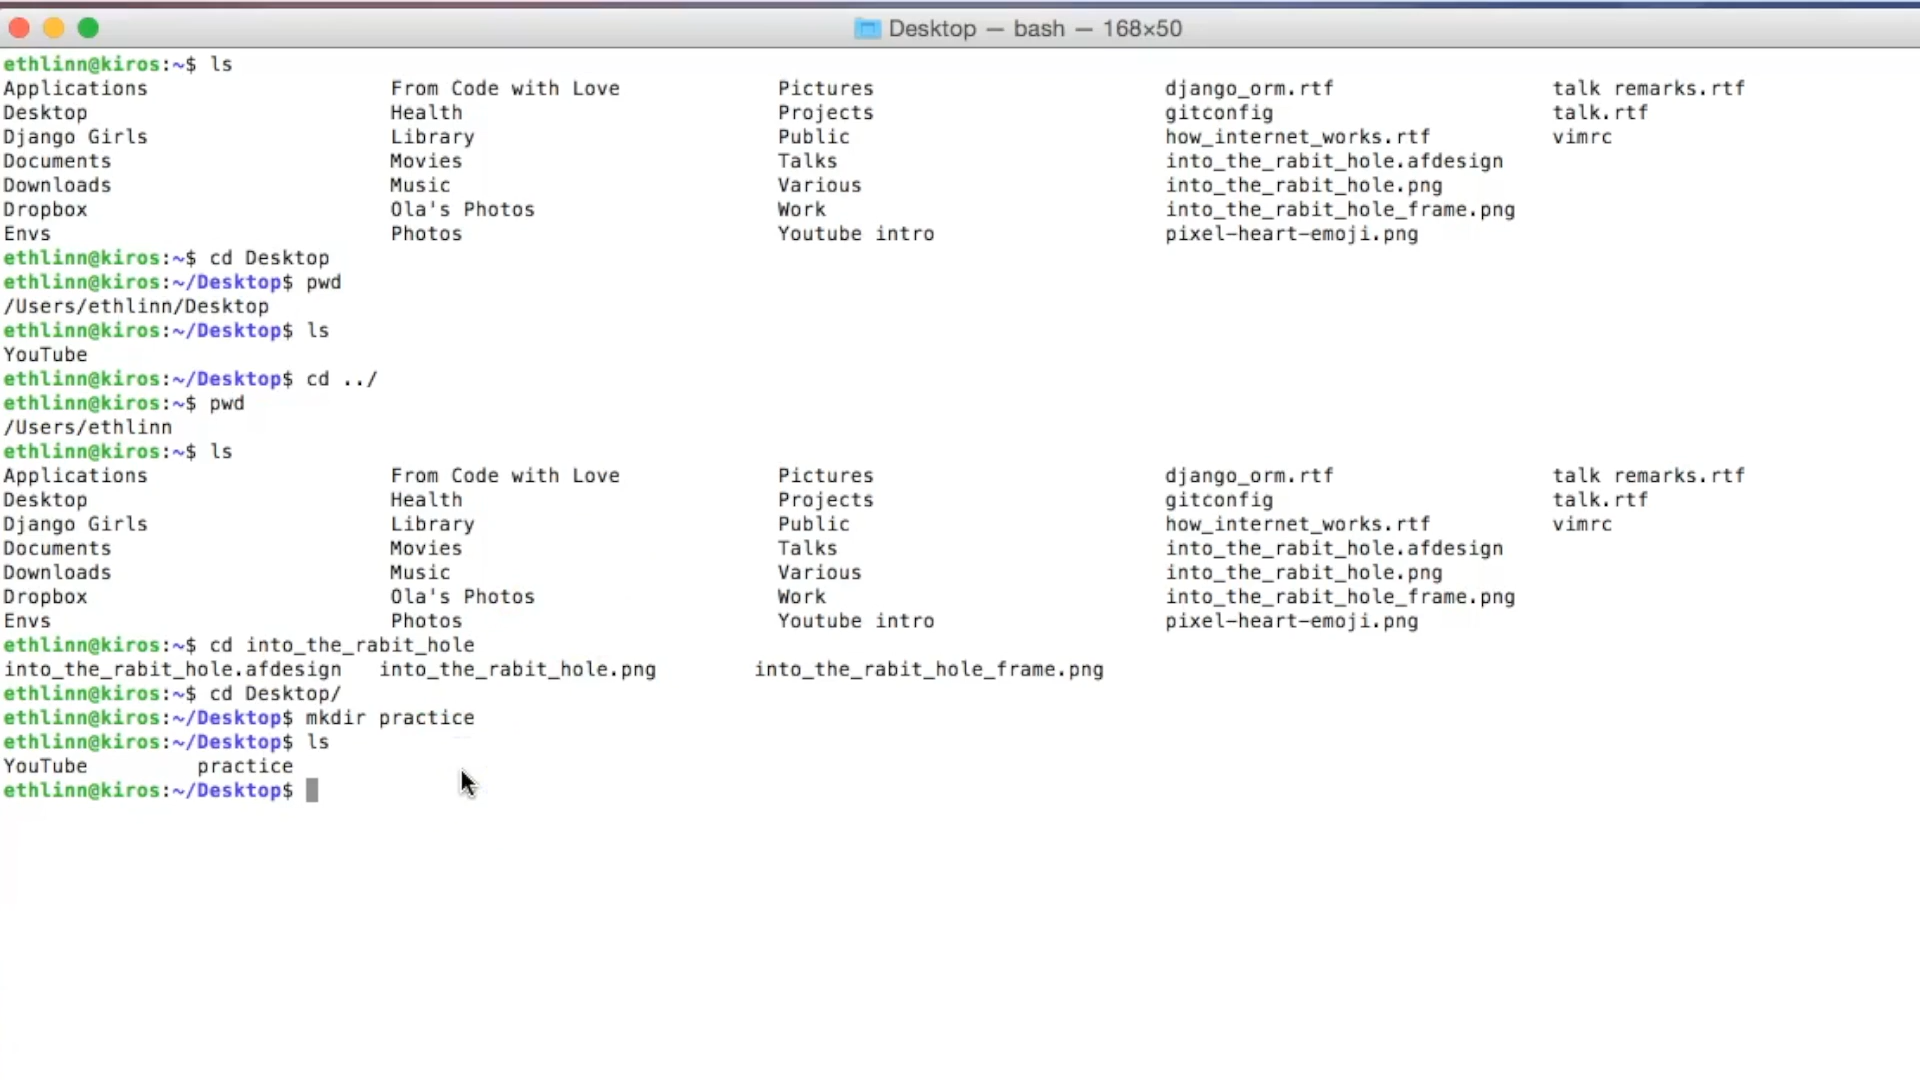 Desktop — bash — 168×50
ethlinn@kiros:~$ ls
Applications From Code with Love Pictures django_orm.rtf talk remarks.rtf
Desktop Health Projects gitconfig talk.rtf
Django Girls Library Public how_internet_works.rtf vimrc
Documents Movies Talks into_the_rabit_hole.afdesign
Downloads Music Various into_the_rabit_hole.png
Dropbox Ola's Photos Work into_the_rabit_hole_frame.png
Envs Photos Youtube intro pixel-heart-emoji.png
ethlinn@kiros:~$ cd Desktop
ethlinn@kiros:~/Desktop$ pwd
/Users/ethlinn/Desktop
ethlinn@kiros:~/Desktop$ ls
YouTube
ethlinn@kiros:~/Desktop$ cd ../
ethlinn@kiros:~$ pwd
/Users/ethlinn
ethlinn@kiros:~$ ls
Applications From Code with Love Pictures django_orm.rtf talk remarks.rtf
Desktop Health Projects gitconfig talk.rtf
Django Girls Library Public how_internet_works.rtf vimrc
Documents Movies Talks into_the_rabit_hole.afdesign
Downloads Music Various into_the_rabit_hole.png
Dropbox Ola's Photos Work into_the_rabit_hole_frame.png
Envs Photos Youtube intro pixel-heart-emoji.png
ethlinn@kiros:~$ cd into_the_rabit_hole
into_the_rabit_hole.afdesign into_the_rabit_hole.png into_the_rabit_hole_frame.png
ethlinn@kiros:~$ cd Desktop/
ethlinn@kiros:~/Desktop$ mkdir practice
ethlinn@kiros:~/Desktop$ ls
YouTube practice
ethlinn@kiros:~/Desktop$